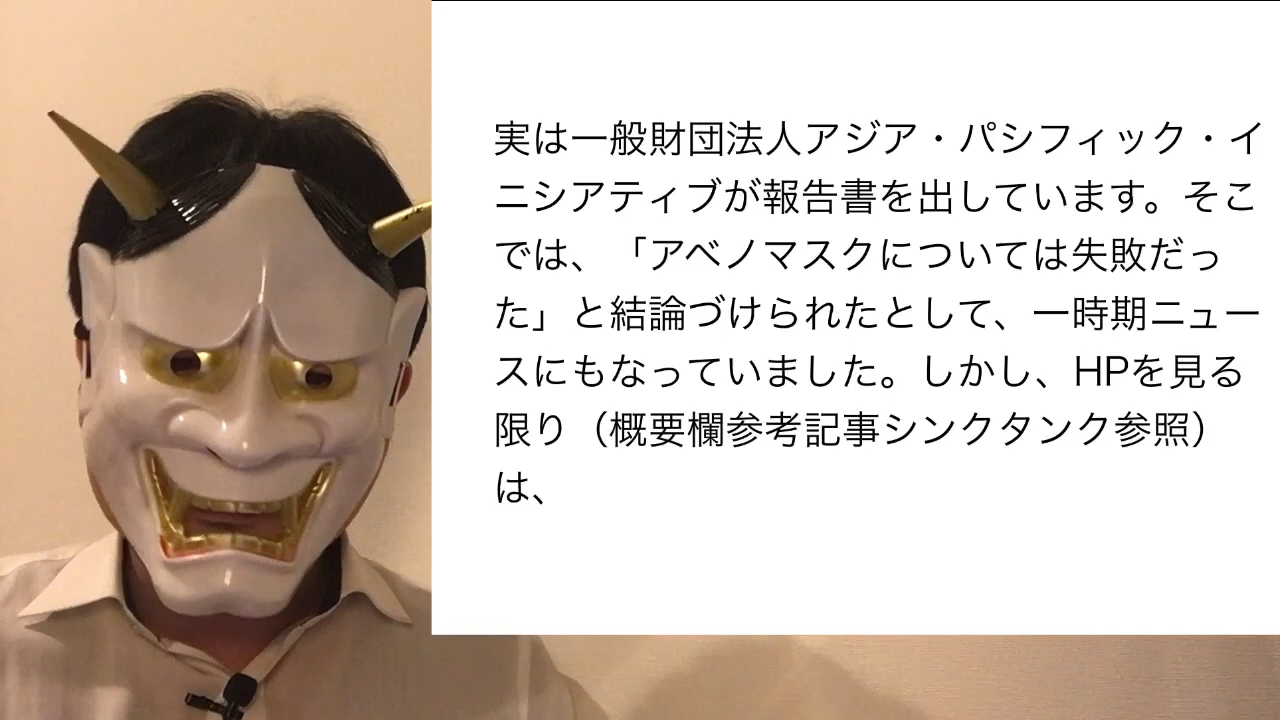 実は一般財団法人アジア・パシフィック・イ
ニシアティブが報告書を出しています。そこ
では、「アベノマスクについては失敗だっ
た」と結論づけられたとして、一時期ニュー
スにもなっていました。しかし、HPを見る
限り（概要欄参考記事シンクタンク参照）
は、